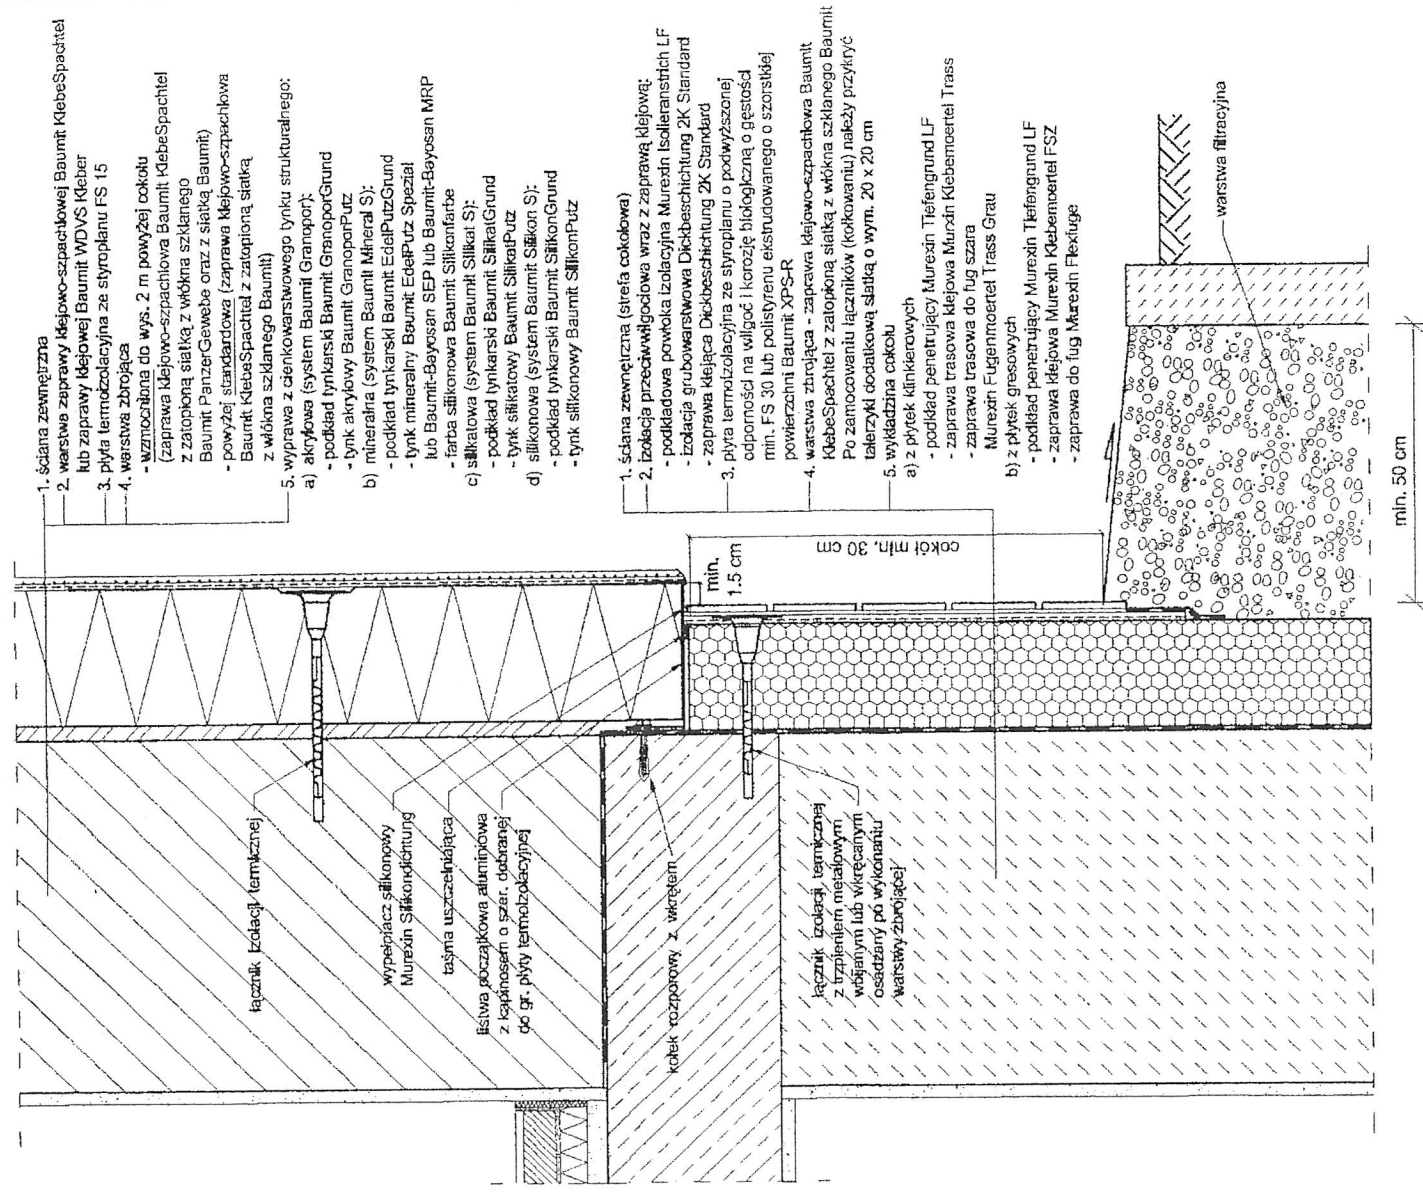 1. ściana zewnętrzna
2. warstwa zaprawy klejowo-szpachlowej Baumit KlebeSpachtel
lub zaprawy klejowej Baumit WDVS Kleber
3. płyta termoizolacyjna ze styropianu FS 15
4. warstwa zbrojąca
- wzmocniona do wys. 2 m powyżej cokołu
(zaprawa klejowo-szpachlowa Baumit KlebeSpachtel
z zatopioną siatką z włókna szklanego
Baumit PanzerGewebe oraz z siatką Baumit)
- powyżej standardowa (zaprawa klejowo-szpachlowa
Baumit KlebeSpachtel z zatopioną siatką
z włókna szklanego Baumit)
5. wyprawa z cienkowarstwowego tynku strukturalnego:
a) akrylowa (system Baumit Granopor):
- podkład tynkarski Baumit GranoporGrund
- tynk akrylowy Baumit GranoporPutz
b) mineralna (system Baumit Mineral S):
- podkład tynkarski Baumit EdelPutzGrund
- tynk mineralny Baumit EdelPutz Spezial
lub Baumit-Bayosan SEP lub Baumit-Bayosan MRP
- farba silikonowa Baumit Silikonfarbe
c) silikatowa (system Baumit Silikat S):
- podkład tynkarski Baumit SilikatGrund
- tynk silikatowy Baumit SilikatPutz
d) silikonowa (system Baumit Silikon S):
- podkład tynkarski Baumit SilikonGrund
- tynk silikonowy Baumit SilikonPutz
1. ściana zewnętrzna (strefa cokołowa)
2. izolacja przeciwwilgociowa wraz z zaprawą klejową:
- podkładowa powłoka izolacyjna Murexin Isolieranstrich LF
- izolacja grubowarstwowa Dickbeschichtung 2K Standard
- zaprawa klejąca Dickbeschichtung 2K Standard
3. płyta termoizolacyjna ze styropianu o podwyższonej
odporności na wilgoć i korozję biologiczną o gęstości
min. FS 30 lub polistyrenu ekstrudowanego o szorstkiej
powierzchni Baumit XPS-R
4. warstwa zbrojąca - zaprawa klejowo-szpachlowa Baumit
KlebeSpachtel z zatopioną siatką z włókna szklanego Baumit
Po zamocowaniu łączników (kołkowaniu) należy przykryć
talerzyki dodatkową siatką o wym. 20 x 20 cm
5. wykładzina cokołu
a) z płytek klinkierowych
- podkład penetrujący Murexin Tiefengrund LF
- zaprawa trasowa klejowa Murexin Klebemoertel Trass
- zaprawa trasowa do fug szara
Murexin Fugenmoertel Trass Grau
b) z płytek gresowych
- podkład penetrujący Murexin Tiefengrund LF
- zaprawa klejowa Murexin Klebemoertel FSZ
- zaprawa do fug Murexin Flexfuge
warstwa filtracyjna
min. 50 cm
min.
1.5 cm
cokół min. 30 cm
łącznik izolacji termicznej
wypełniacz silikonowy
Murexin Silikondichtung
taśma uszczelniająca
listwa początkowa aluminiowa
z kapinosem o szer. dobranej
do gr. płyty termoizolacyjnej
kołek rozporowy z wkrętem
łącznik izolacji termicznej
z trzpieniem metalowym
wbijanym lub wkręcanym
osadzany po wykonaniu
warstwy zbrojącej